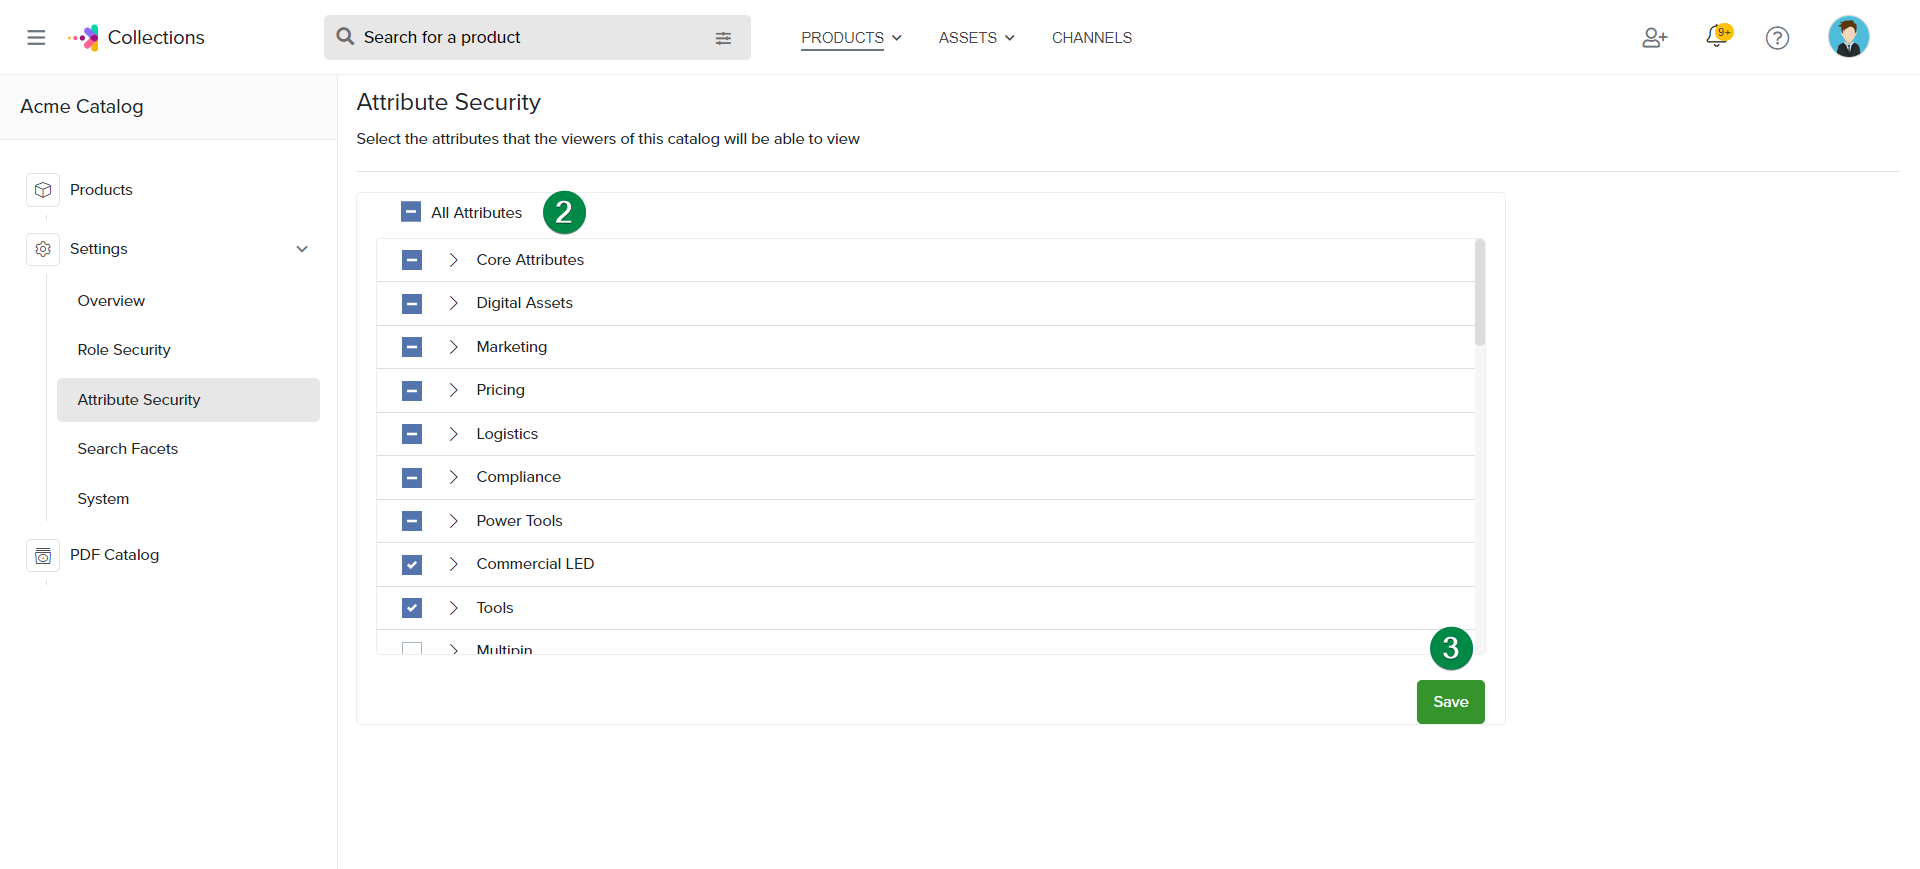 Collections
Search for a product
PRODUCTS
ASSETS
CHANNELS
9+
?
Acme Catalog
Products
Settings
Overview
Role Security
Attribute Security
Search Facets
System
PDF Catalog
Attribute Security
Select the attributes that the viewers of this catalog will be able to view
All Attributes
2
Core Attributes
Digital Assets
Marketing
Pricing
Logistics
Compliance
Power Tools
Commercial LED
Tools
Multipin
3
Save